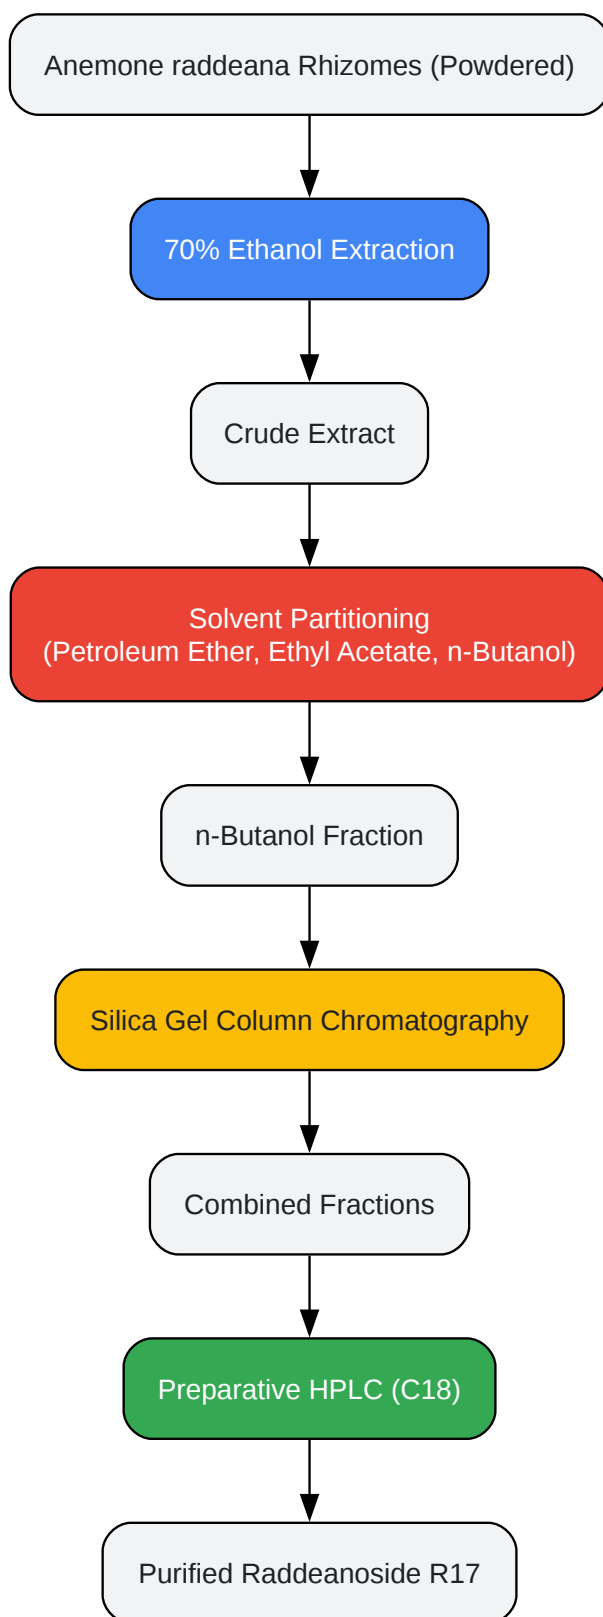 Anemone raddeana Rhizomes (Powdered)
70% Ethanol Extraction
Crude Extract
Solvent Partitioning
(Petroleum Ether, Ethyl Acetate, n-Butanol)
n-Butanol Fraction
Silica Gel Column Chromatography
Combined Fractions
Preparative HPLC (C18)
Purified Raddeanoside R17